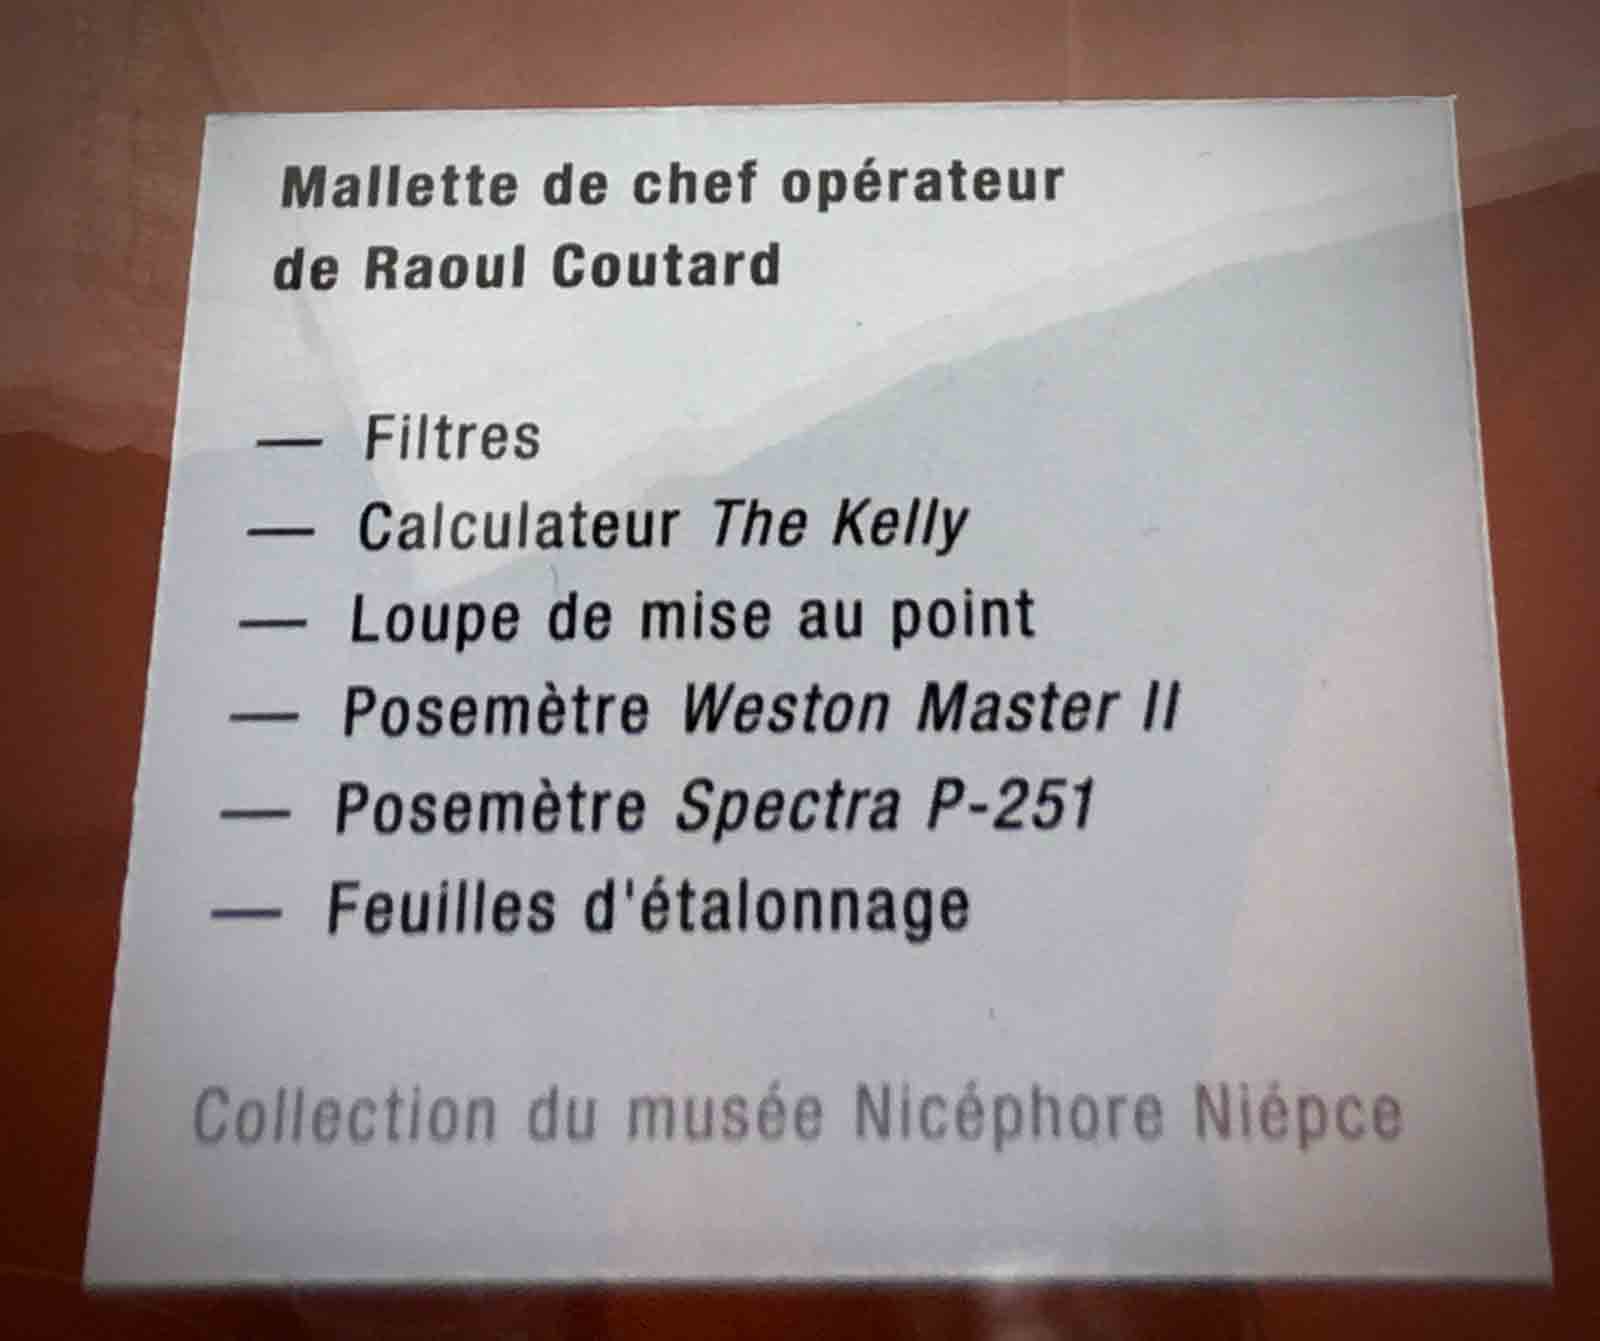 Mallette de chef opérateur
de Raoul Coutard
— Filtres
— Calculateur The Kelly
— Loupe de mise au point
— Posemètre Weston Master II
— Posemètre Spectra P-251
— Feuilles d'étalonnage
Collection du musée Nicéphore Niépce